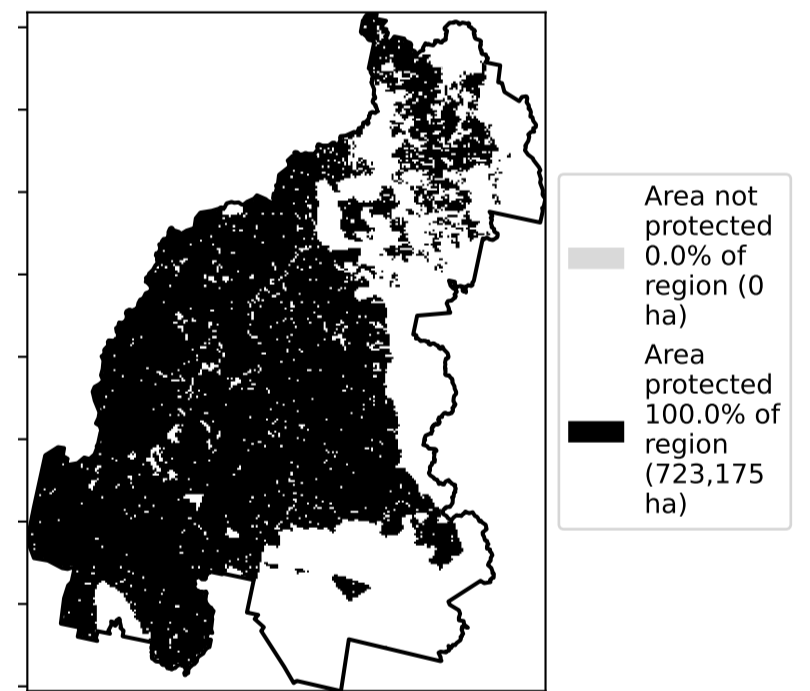 Area not
protected
0.0% of
region (0
ha)
Area
protected
100.0% of
region
(723,175
ha)